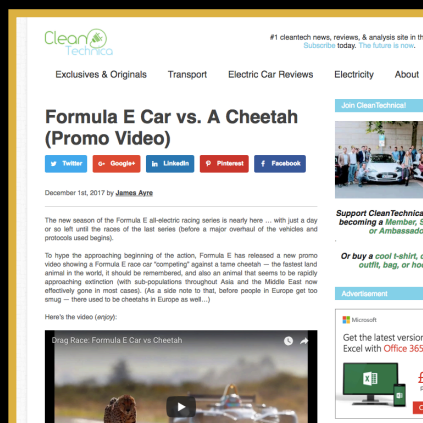 Clean
Technica
#1 cleantech news, reviews, & analysis site in th
Subscribe today. The future is now.
Exclusives & Originals Transport Electric Car Reviews Electricity About
Formula E Car vs. A Cheetah
(Promo Video)
Twitter
Google+
LinkedIn
Pinterest
Facebook
December 1st, 2017 by James Ayre
The new season of the Formula E all-electric racing series is nearly here … with just a day
or so left until the races of the last series (before a major overhaul of the vehicles and
protocols used begins).
To hype the approaching beginning of the action, Formula E has released a new promo
video showing a Formula E race car "competing" against a tame cheetah — the fastest land
animal in the world, it should be remembered, and also an animal that seems to be rapidly
approaching extinction (with sub-populations throughout Asia and the Middle East now
effectively gone in most cases). (As a side note to that, before people in Europe get too
smug — there used to be cheetahs in Europe as well…)
Here's the video (enjoy):
Drag Race: Formula E Car vs Cheetah
Join CleanTechnica!
Support CleanTechnica
becoming a Member, S
or Ambassado
Or buy a cool t-shirt, c
outfit, bag, or hoo
Advertisement
Microsoft
Get the latest version
Excel with Office 365
£